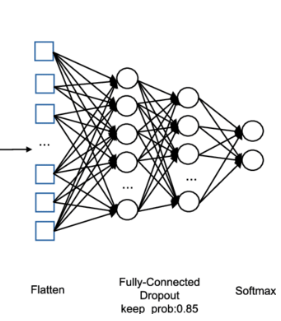 ...
...
...
Flatten
Fully-Connected
Dropout
keep_prob:0.85
Softmax